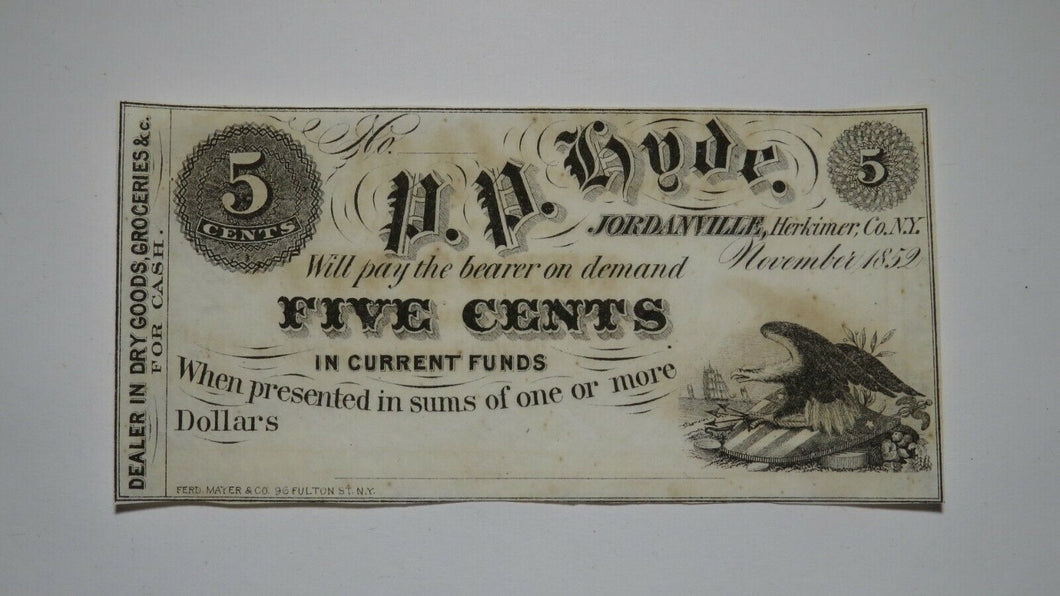 DEALER IN DRY GOODS, GROCERIES & c.
FOR CASH.
5
CENTS
No.
P. P. Hyde.
5
JORDANVILLE, Herkimer, Co. N.Y.
November 1852
Will pay the bearer on demand
FIVE CENTS
IN CURRENT FUNDS
When presented in sums of one or more
Dollars
FERD. MAYER & CO. 96 FULTON ST. N.Y.